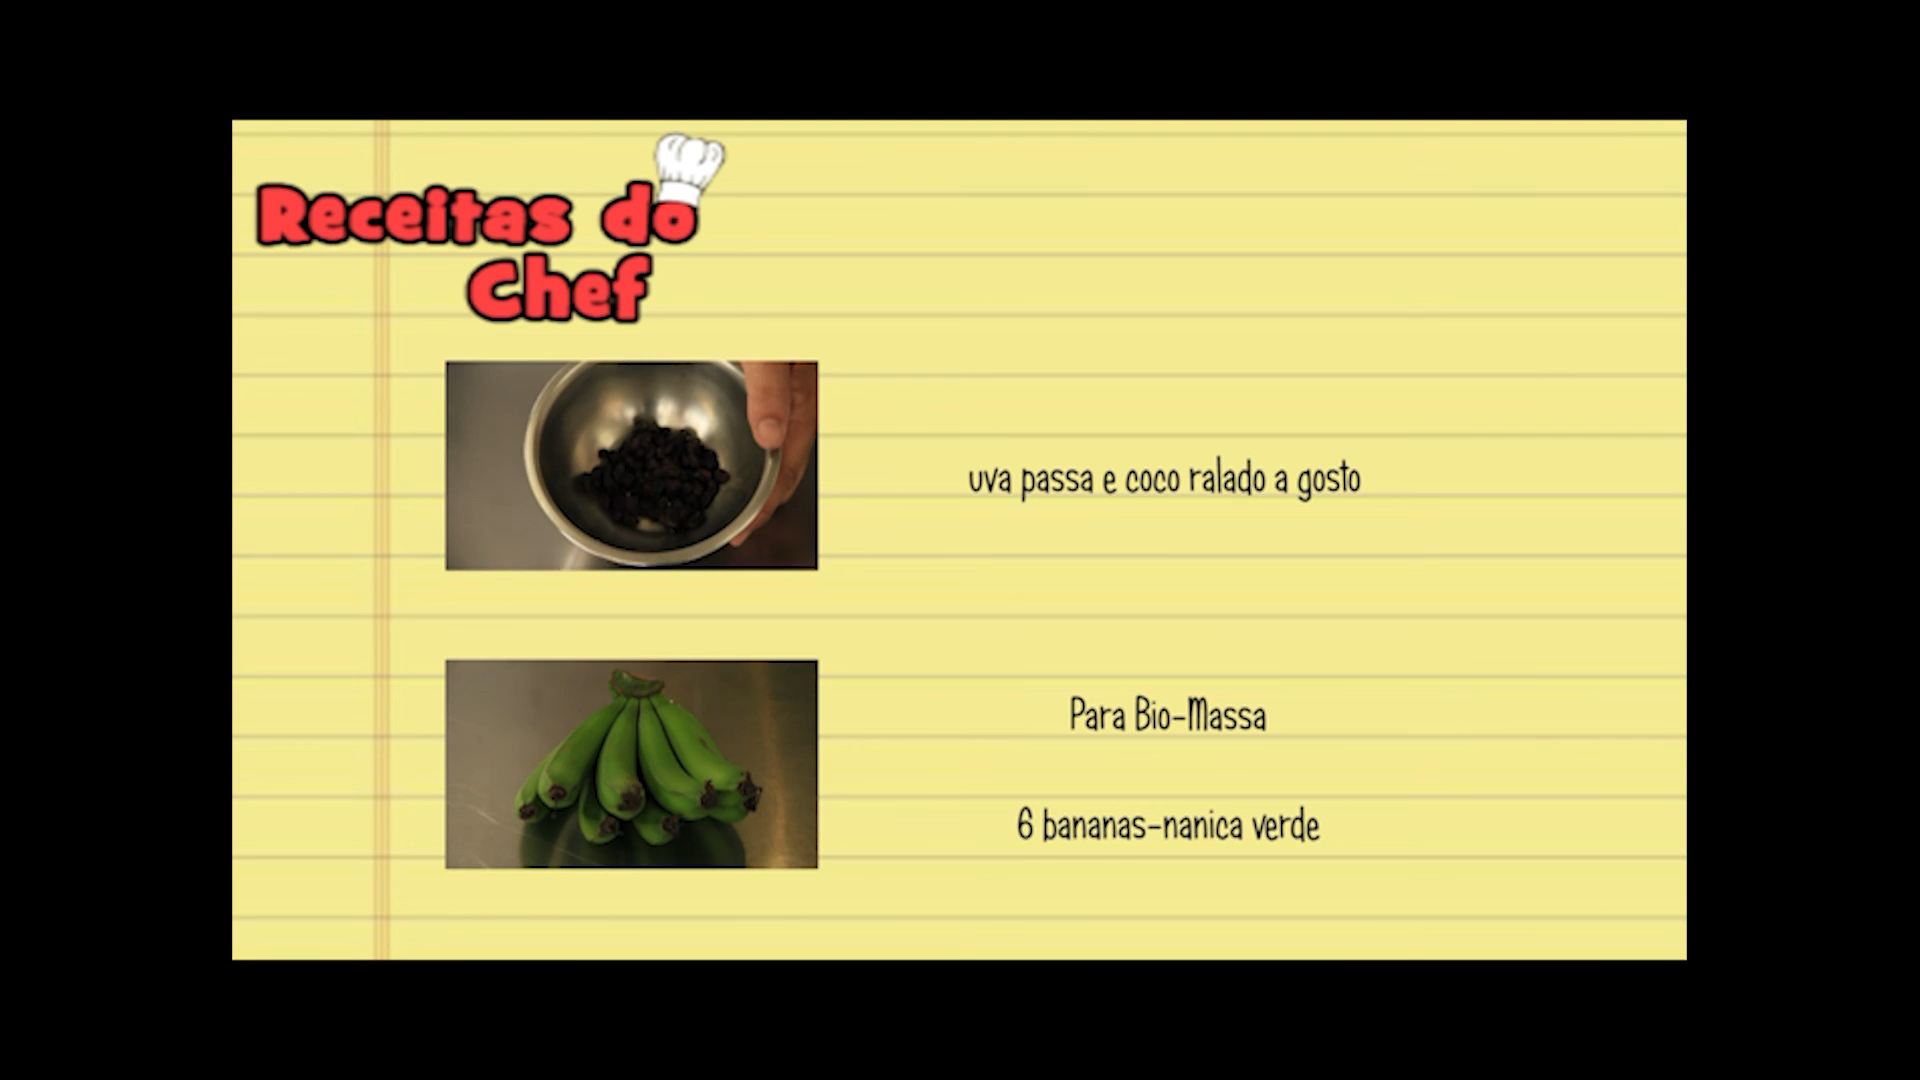 Receitas do
Chef
uva passa e coco ralado a gosto
Para Bio-Massa
6 bananas-nanica verde